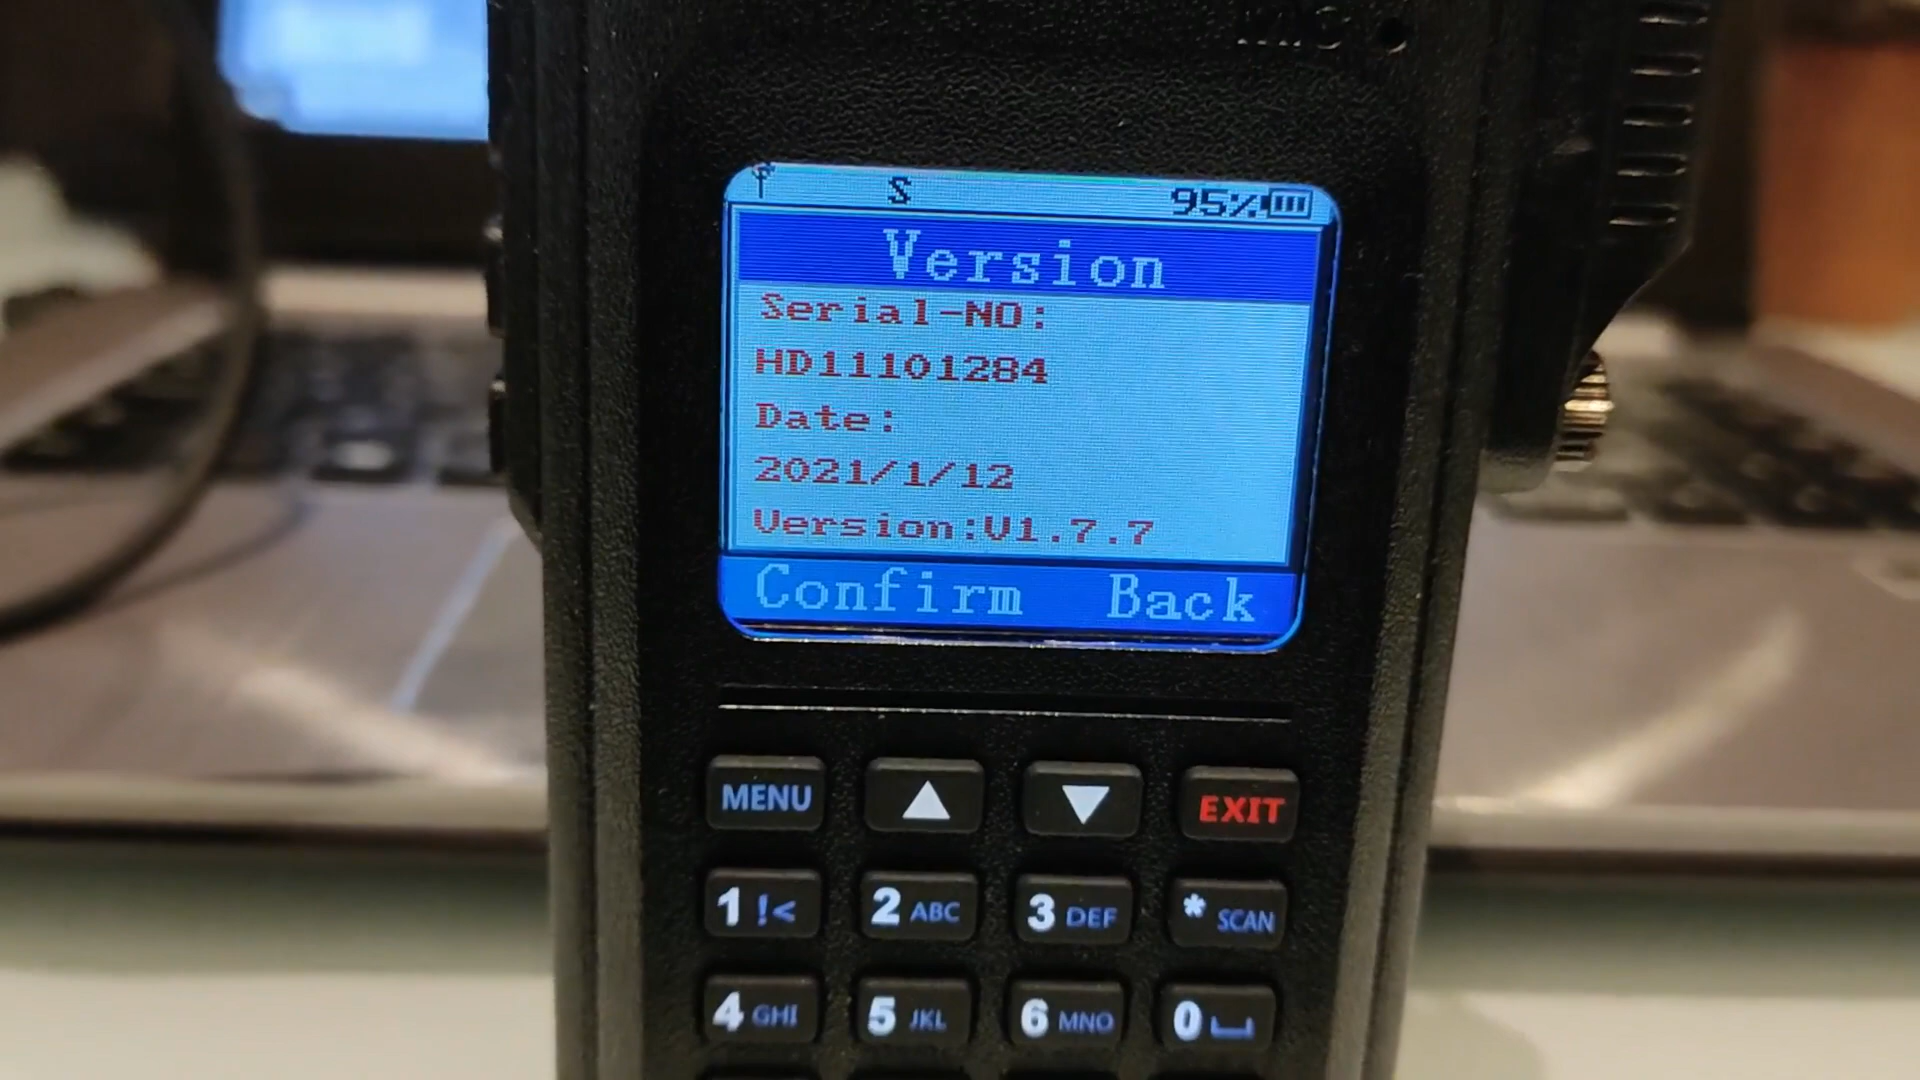 MIC
S 95%
Version
Serial-NO:
HD11101284
Date:
2021/1/12
Version:V1.7.7
Confirm Back
MENU EXIT
1 !< 2 ABC 3 DEF * SCAN
4 GHI 5 JKL 6 MNO 0